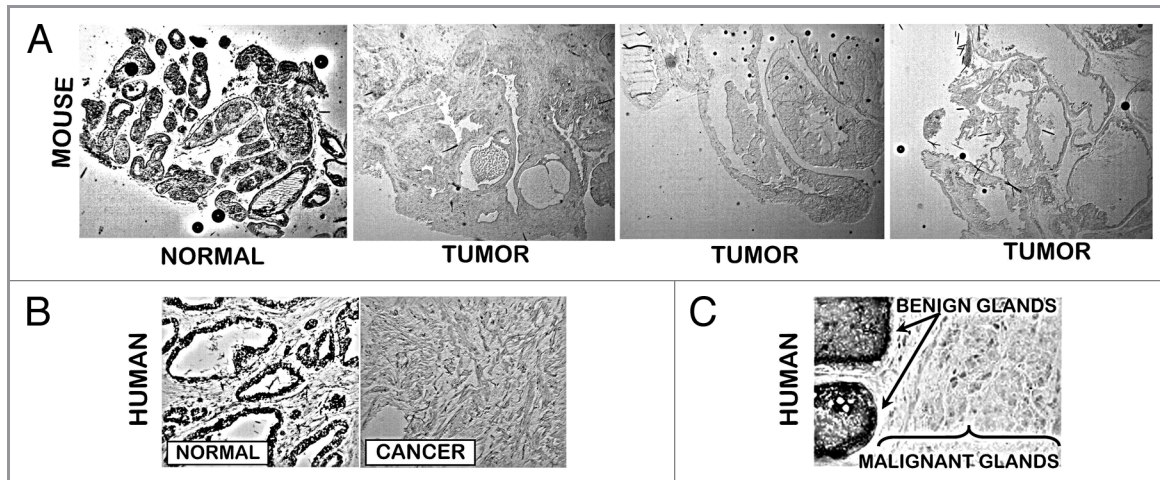 A
MOUSE
NORMAL
TUMOR
TUMOR
TUMOR
B
HUMAN
NORMAL
CANCER
C
HUMAN
BENIGN GLANDS
MALIGNANT GLANDS